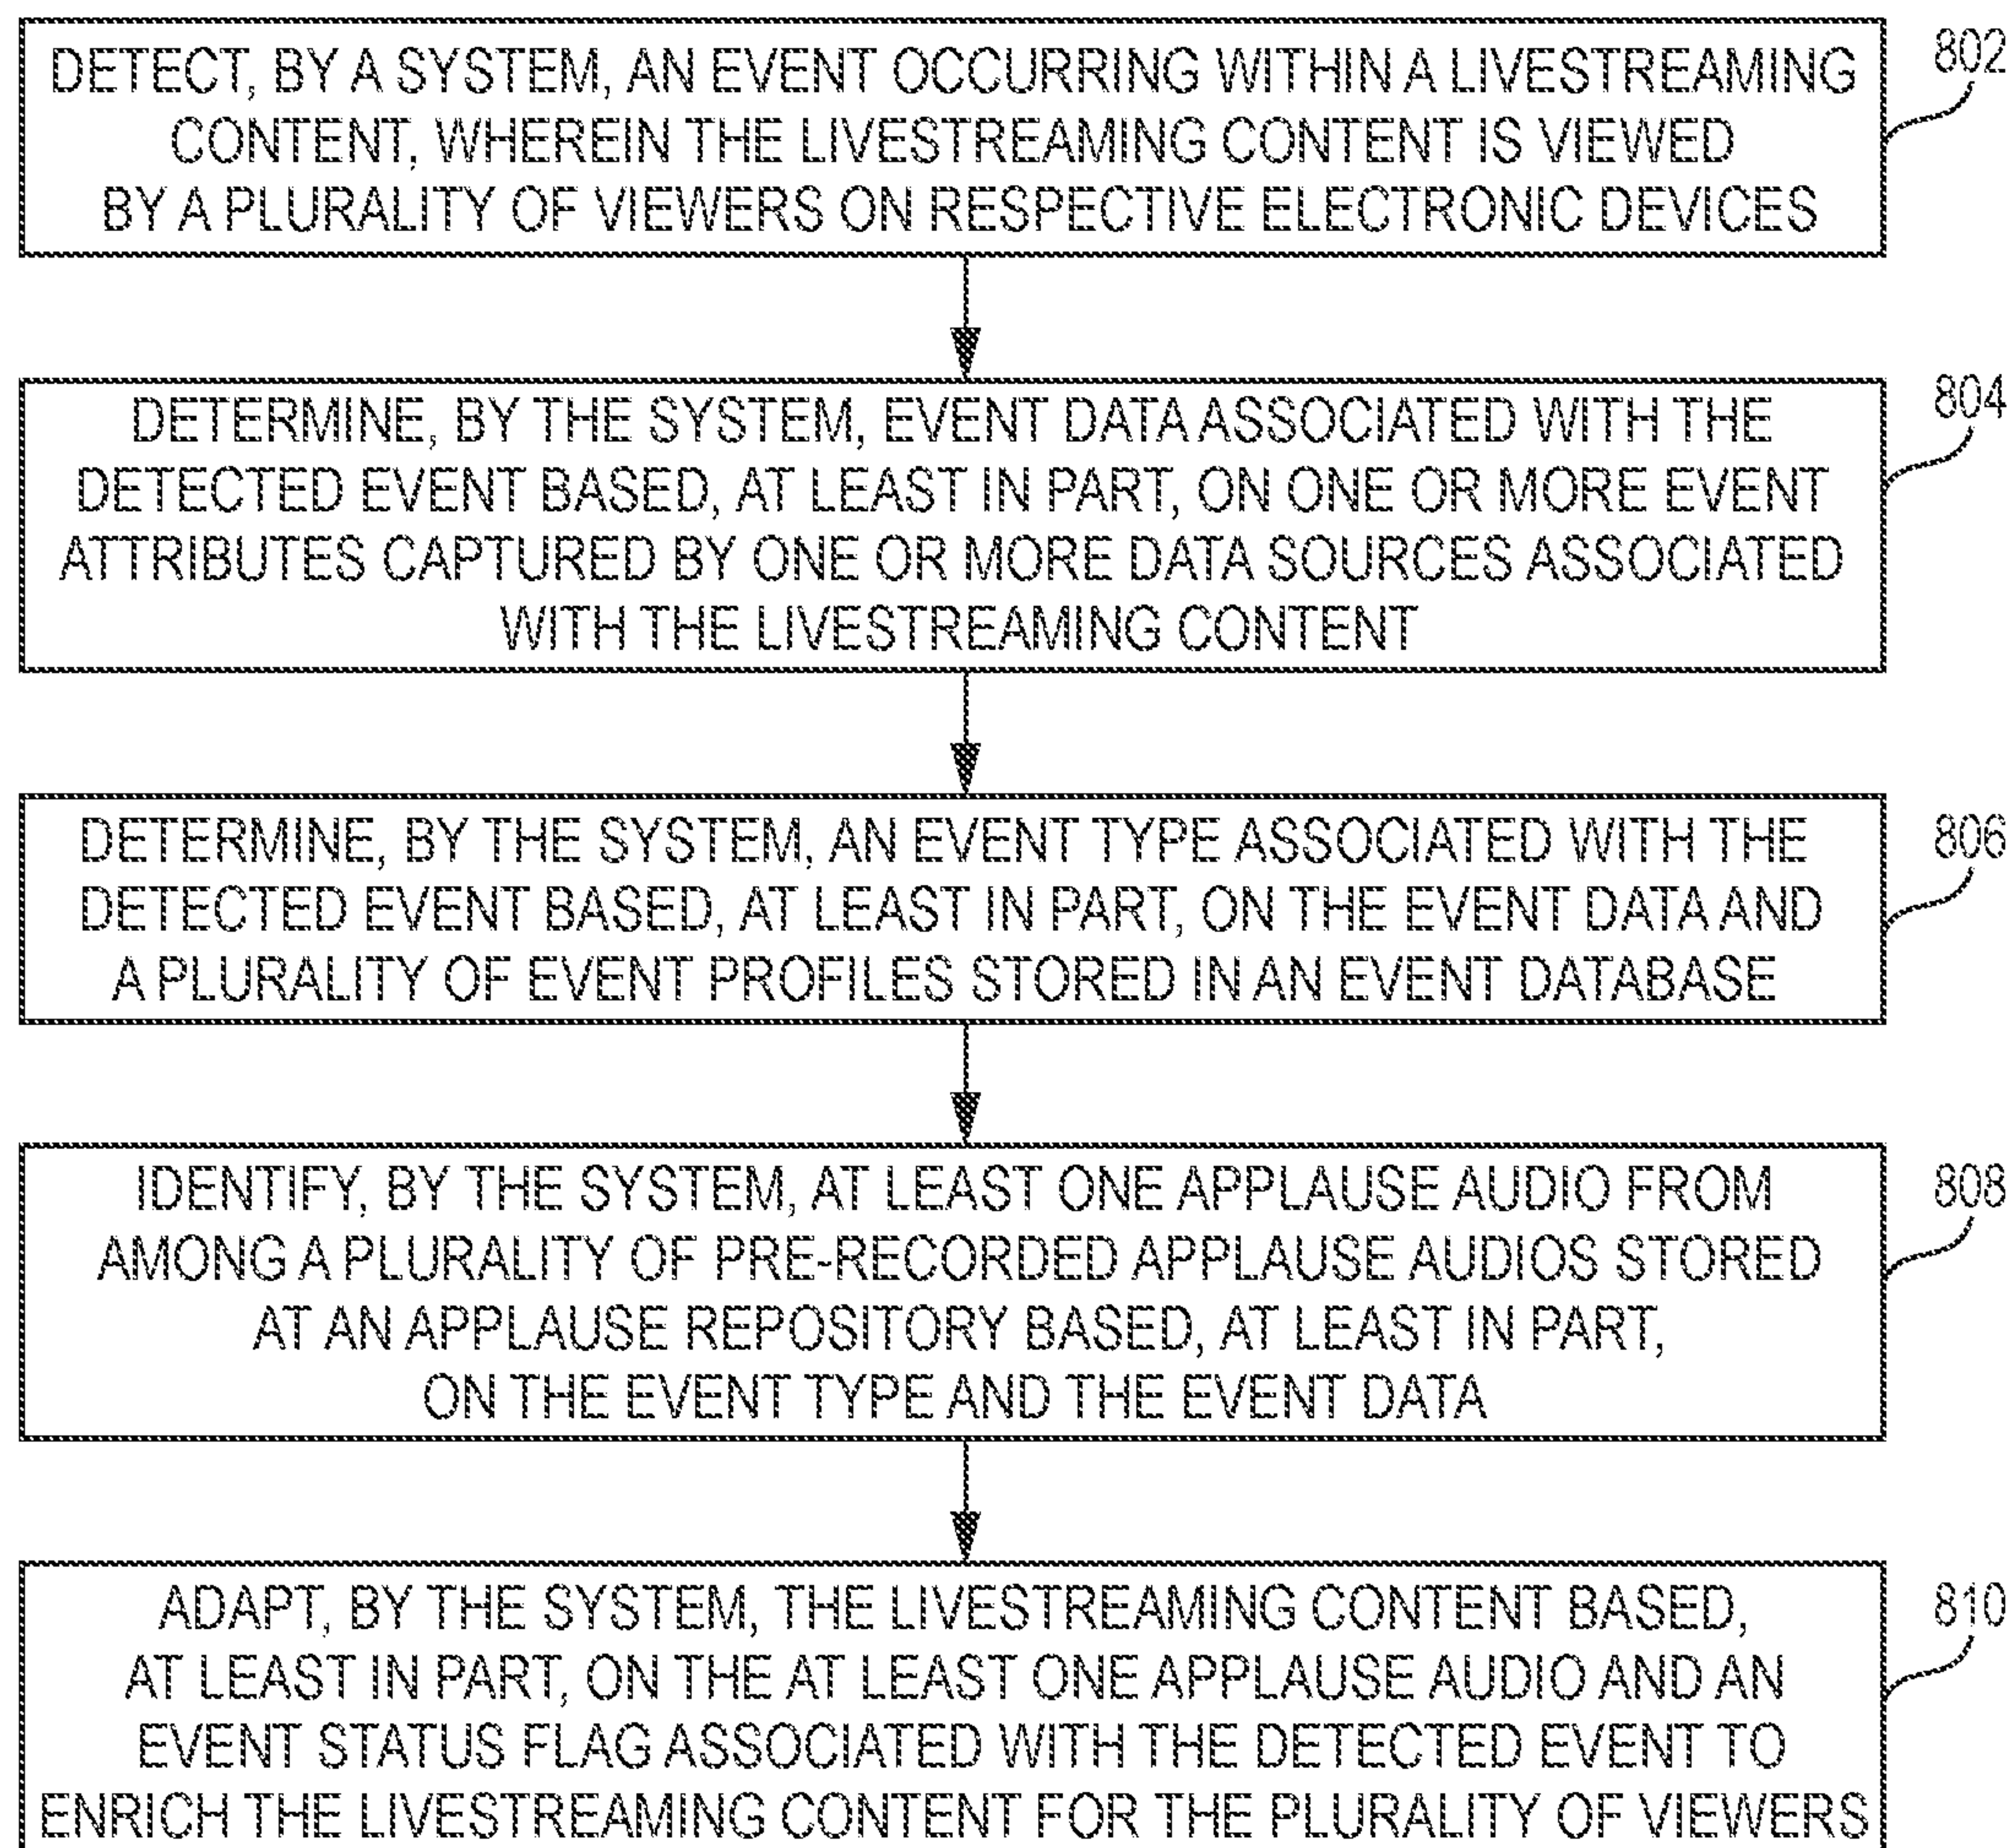 DETECT, BY A SYSTEM, AN EVENT OCCURRING WITHIN A LIVESTREAMING
CONTENT, WHEREIN THE LIVESTREAMING CONTENT IS VIEWED
BY A PLURALITY OF VIEWERS ON RESPECTIVE ELECTRONIC DEVICES
802
DETERMINE, BY THE SYSTEM, EVENT DATA ASSOCIATED WITH THE
DETECTED EVENT BASED, AT LEAST IN PART, ON ONE OR MORE EVENT
ATTRIBUTES CAPTURED BY ONE OR MORE DATA SOURCES ASSOCIATED
WITH THE LIVESTREAMING CONTENT
804
DETERMINE, BY THE SYSTEM, AN EVENT TYPE ASSOCIATED WITH THE
DETECTED EVENT BASED, AT LEAST IN PART, ON THE EVENT DATA AND
A PLURALITY OF EVENT PROFILES STORED IN AN EVENT DATABASE
806
IDENTIFY, BY THE SYSTEM, AT LEAST ONE APPLAUSE AUDIO FROM
AMONG A PLURALITY OF PRE-RECORDED APPLAUSE AUDIOS STORED
AT AN APPLAUSE REPOSITORY BASED, AT LEAST IN PART,
ON THE EVENT TYPE AND THE EVENT DATA
808
ADAPT, BY THE SYSTEM, THE LIVESTREAMING CONTENT BASED,
AT LEAST IN PART, ON THE AT LEAST ONE APPLAUSE AUDIO AND AN
EVENT STATUS FLAG ASSOCIATED WITH THE DETECTED EVENT TO
ENRICH THE LIVESTREAMING CONTENT FOR THE PLURALITY OF VIEWERS
810